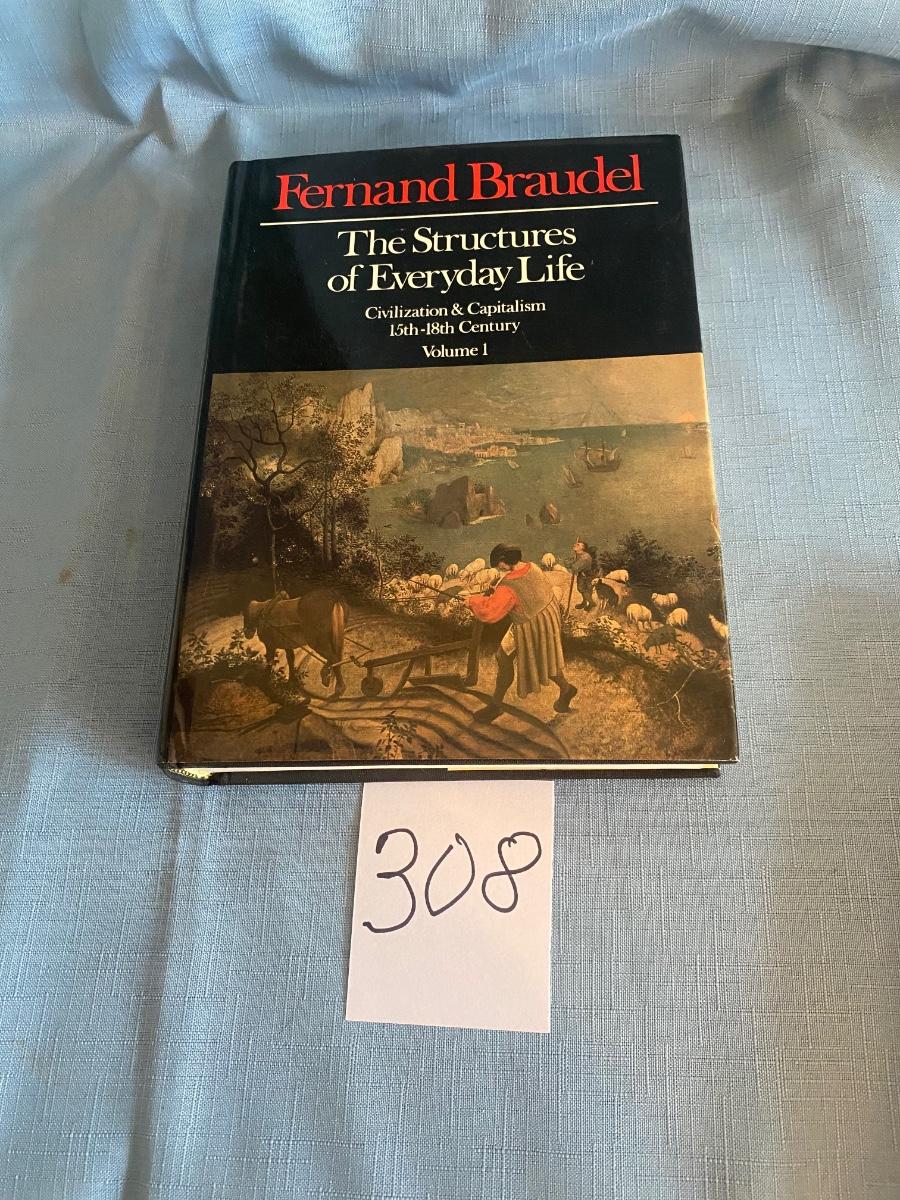 Fernand Braudel
The Structures
of Everyday Life
Civilization & Capitalism
15th-18th Century
Volume 1
308